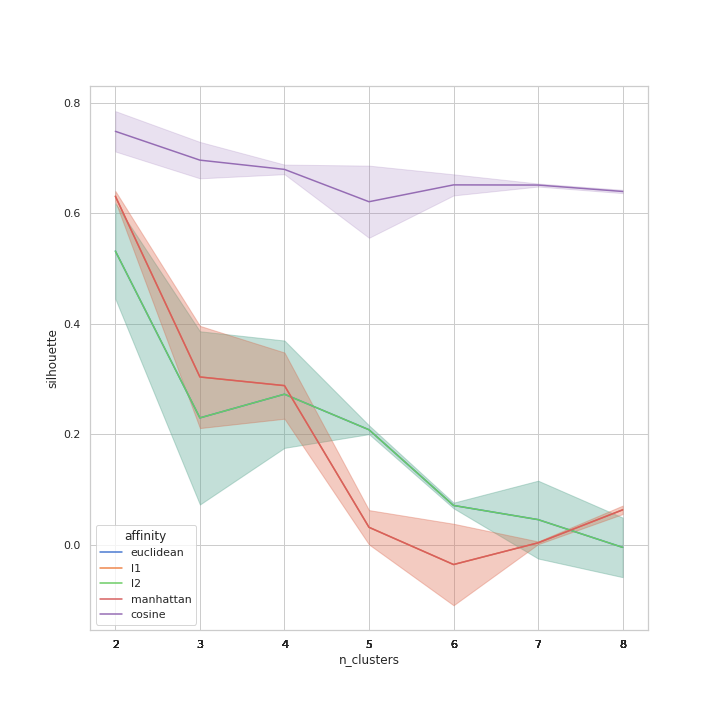 0.8
0.6
0.4
0.2
0.0
silhouette
affinity
euclidean
l1
l2
manhattan
cosine
2 3 4 5 6 7 8
n_clusters